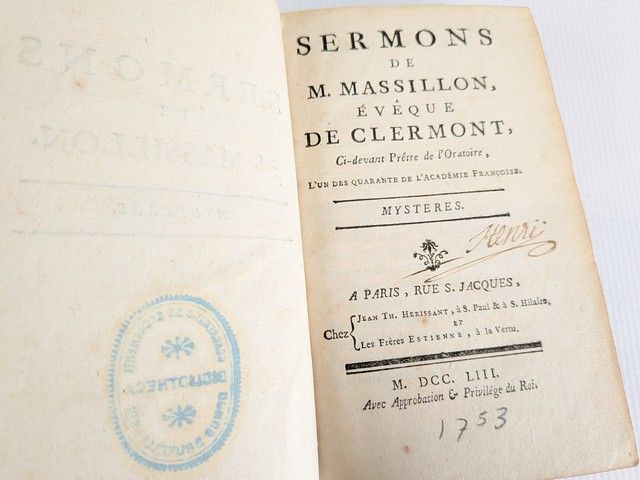 SERMONS
DE
M. MASSILLON,
ÉVÊQUE
DE CLERMONT,
Ci-devant Prêtre de l'Oratoire,
L'UN DES QUARANTE DE L'ACADÉMIE FRANÇOISE.
MYSTERES.
Henrÿ
A PARIS, RUE S. JACQUES,
Chez
JEAN TH. HERISSANT, à S. Paul & à S. Hilaire,
ET
Les Frères ESTIENNE, à la Vertu.
M. DCC. LIII.
Avec Approbation & Privilége du Roi.
1753